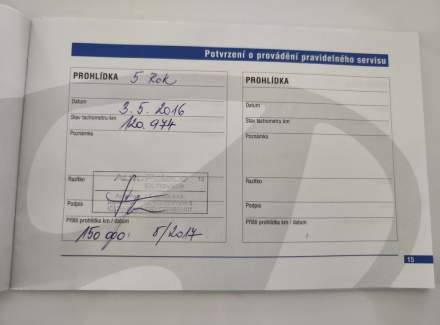 Potvrzení o provádění pravidelného servisu
PROHLÍDKA 5 Rok
Datum 3.5.2016
Stav tachometru km 120.974
Poznámka
Razítko
Podpis
Příští prohlídka km / datum
150 000 5/2017
PROHLÍDKA
Datum
Stav tachometru km
Poznámka
Razítko
Podpis
Příští prohlídka km / datum
15